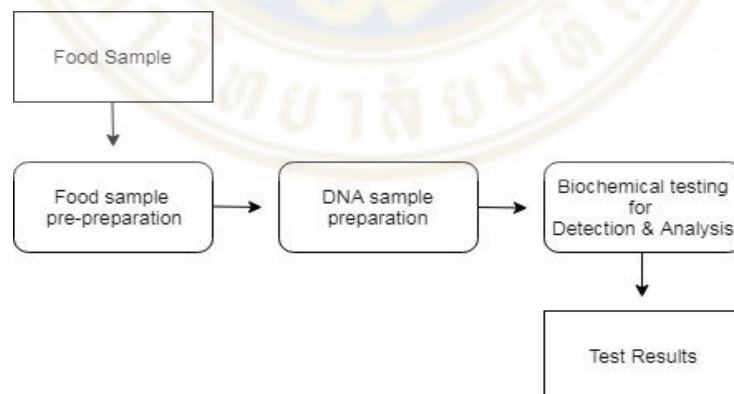 Food Sample
Food sample
pre-preparation
DNA sample
preparation
Biochemical testing
for
Detection & Analysis
Test Results